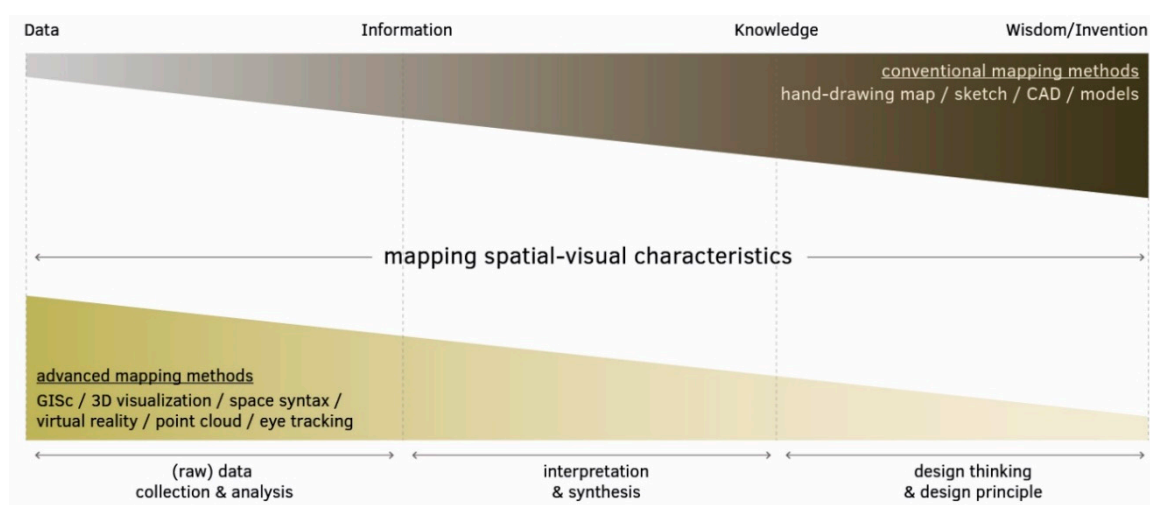 Data
Information
Knowledge
Wisdom/Invention
conventional mapping methods
hand-drawing map / sketch / CAD / models
mapping spatial-visual characteristics
advanced mapping methods
GISc / 3D visualization / space syntax /
virtual reality / point cloud / eye tracking
(raw) data
collection & analysis
interpretation
& synthesis
design thinking
& design principle